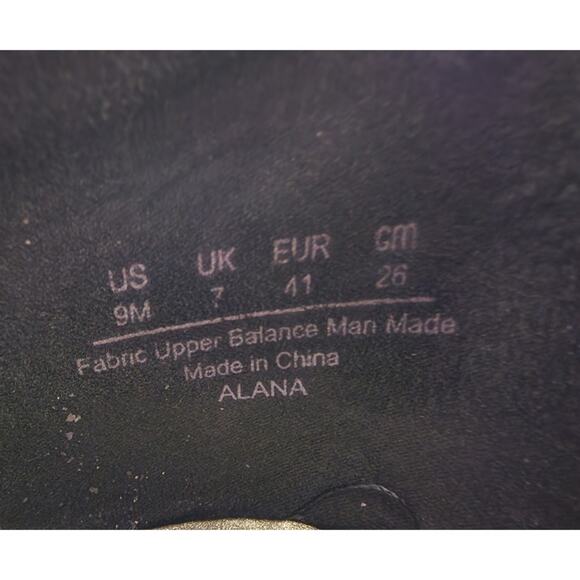 US UK EUR cm
9M 7 41 26
Fabric Upper Balance Man Made
Made in China
ALANA